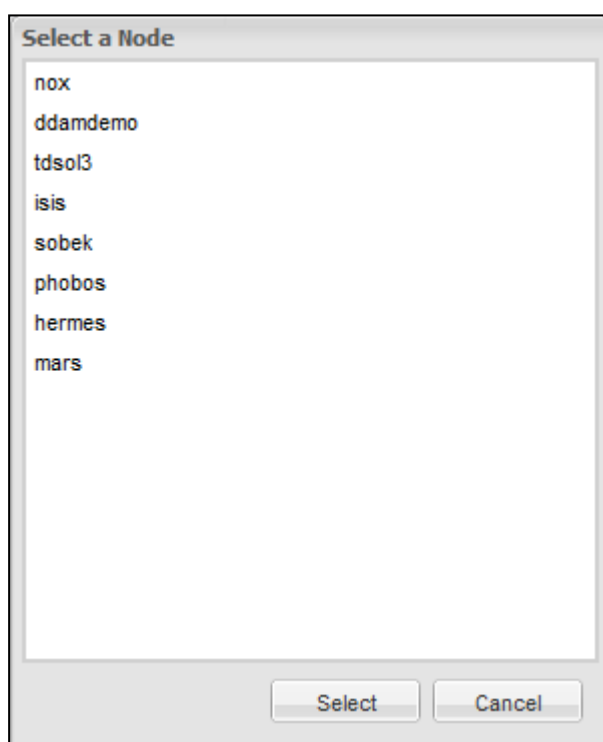 Select a Node
nox
ddamdemo
tdsol3
isis
sobek
phobos
hermes
mars
Select Cancel